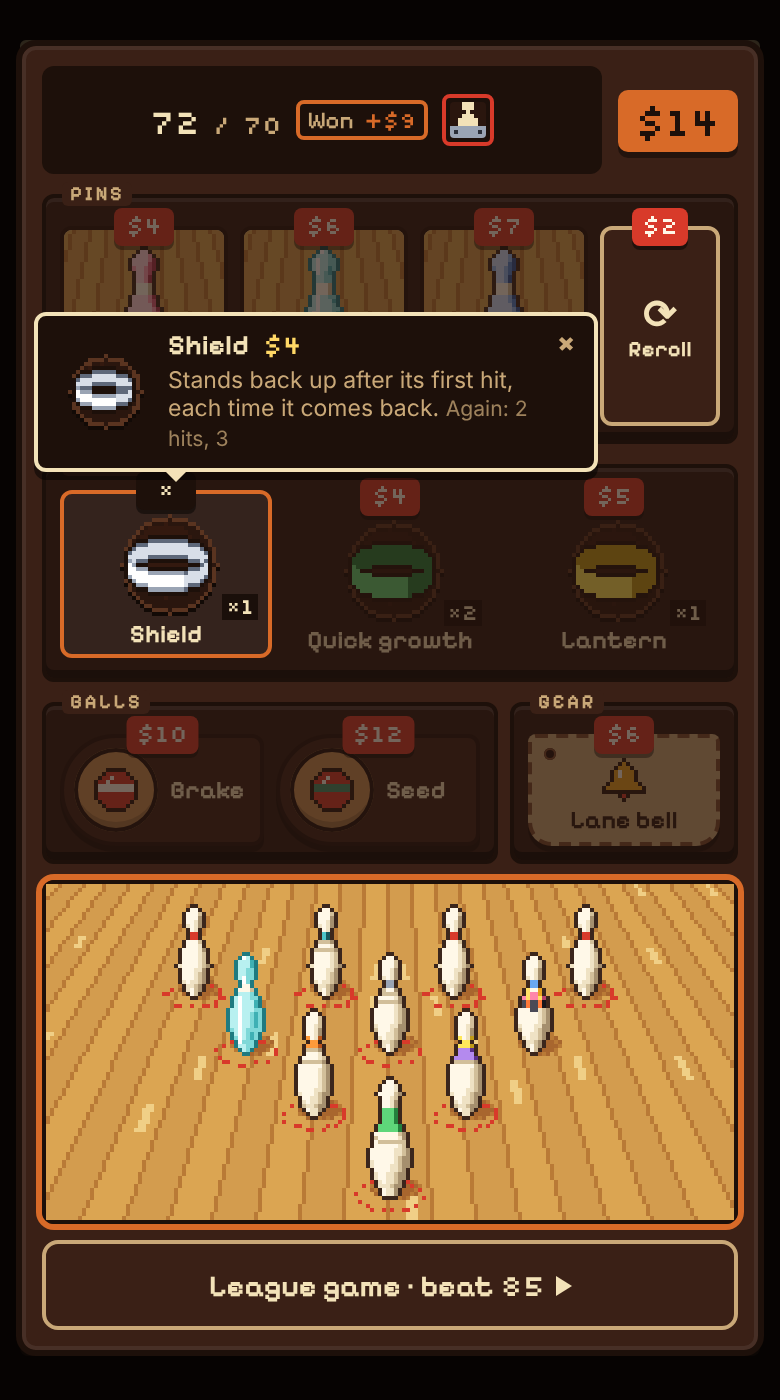 72 / 70 Won +$9
$14
PINS
$4 $6 $7 $2
Reroll
Shield $4
Stands back up after its first hit,
each time it comes back. Again: 2
hits, 3
$4 $5
×1 ×2 ×1
Shield Quick growth Lantern
BALLS GEAR
$10 $12 $6
Brake Seed
Lane bell
League game · beat 85